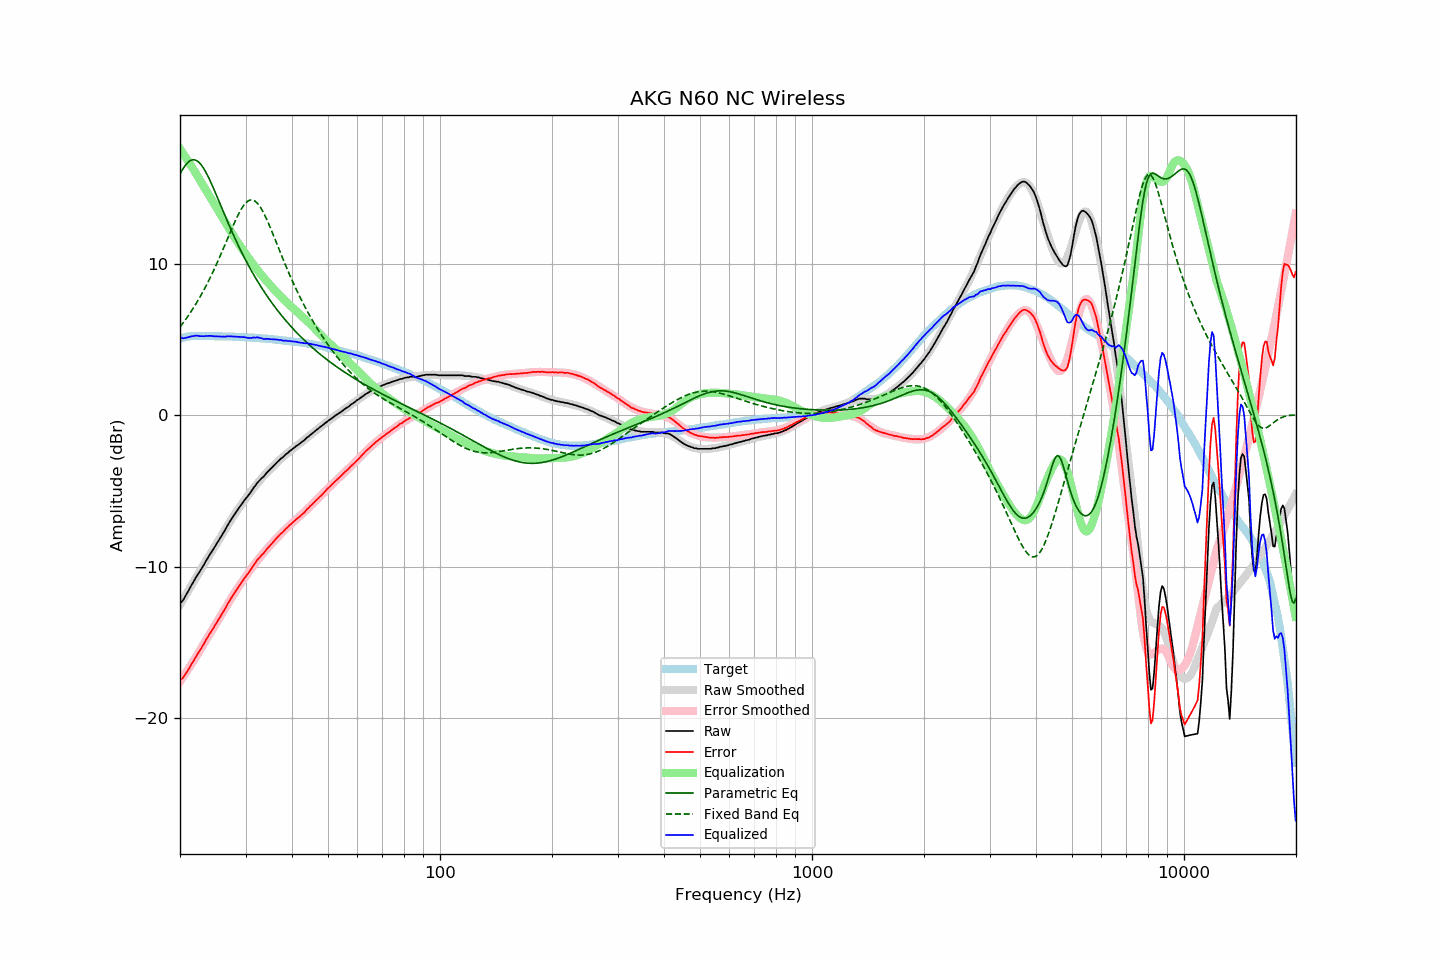 AKG N60 NC Wireless
Amplitude (dBr)
10
0
−10
−20
Target
Raw Smoothed
Error Smoothed
Raw
Error
Equalization
Parametric Eq
Fixed Band Eq
Equalized
100 1000 10000
Frequency (Hz)